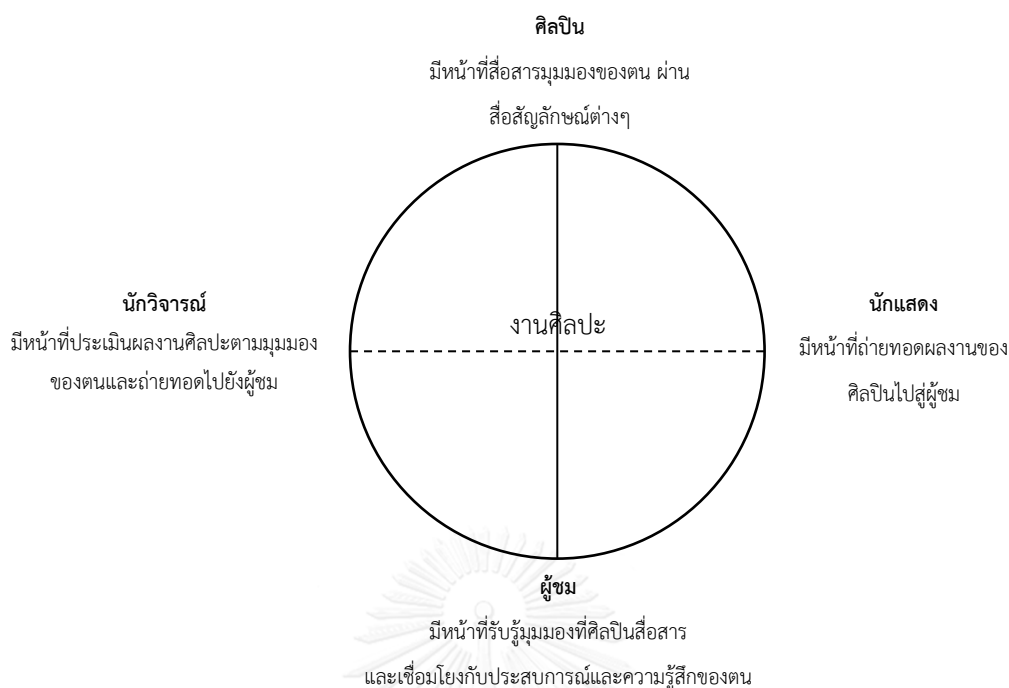 ศิลปิน
มีหน้าที่สื่อสารมุมมองของตน ผ่าน
สื่อสัญลักษณ์ต่างๆ
นักวิจารณ์
มีหน้าที่ประเมินผลงานศิลปะตามมุมมอง
ของตนและถ่ายทอดไปยังผู้ชม
งานศิลปะ
นักแสดง
มีหน้าที่ถ่ายทอดผลงานของ
ศิลปินไปสู่ผู้ชม
ผู้ชม
มีหน้าที่รับรู้มุมมองที่ศิลปินสื่อสาร
และเชื่อมโยงกับประสบการณ์และความรู้สึกของตน